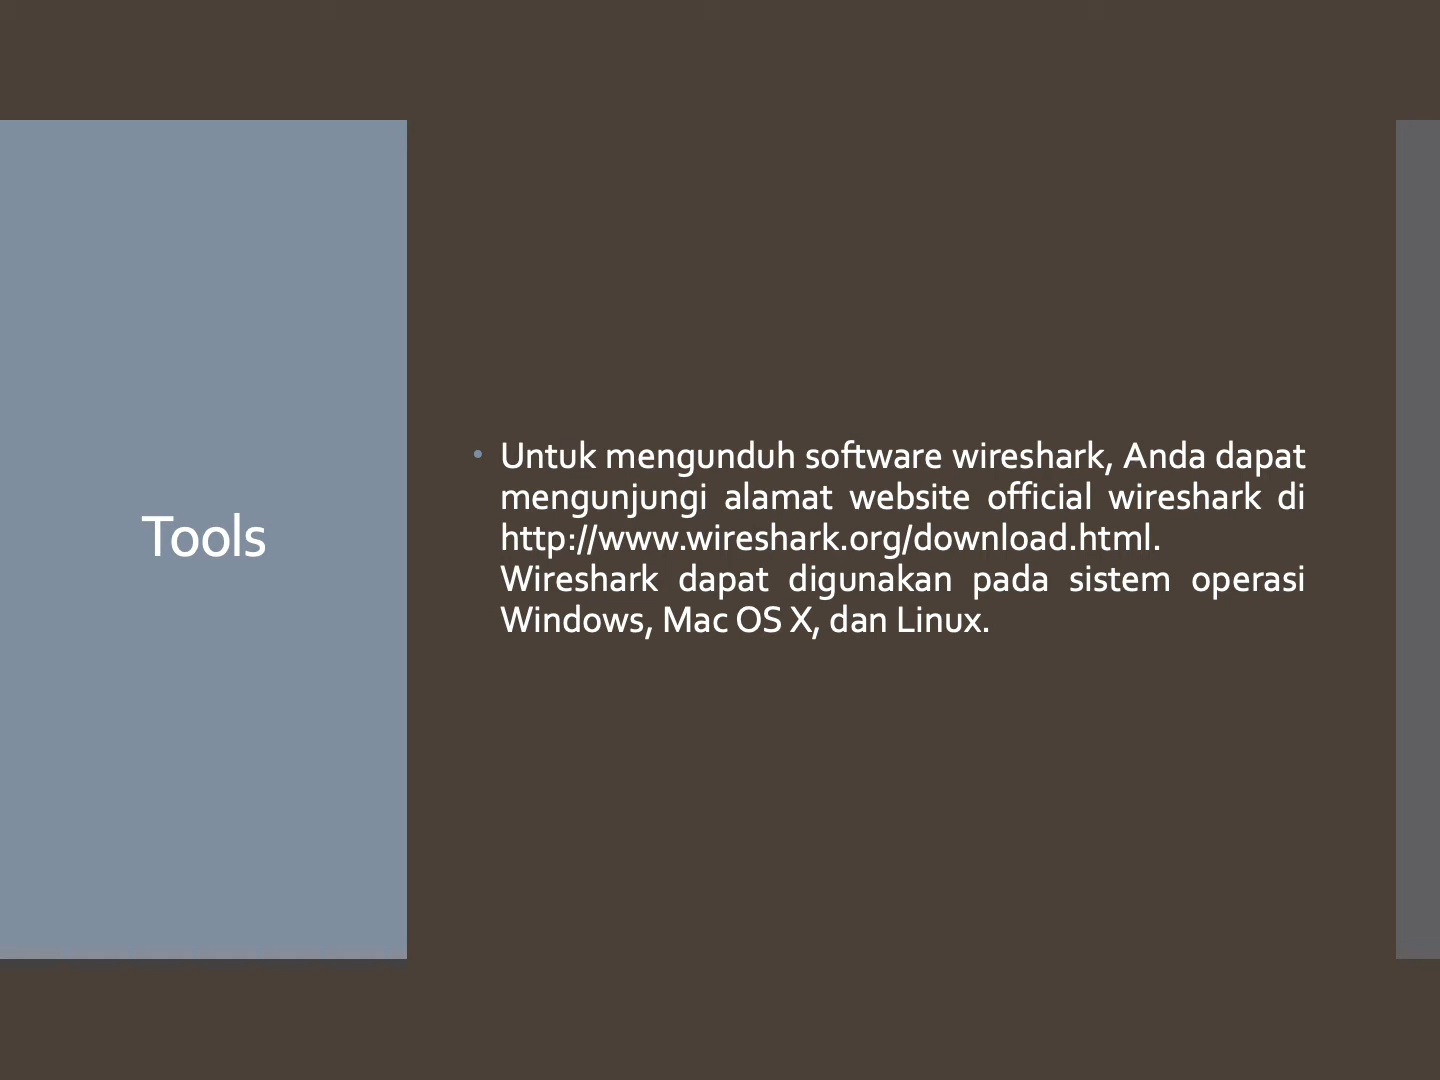 Tools
• Untuk mengunduh software wireshark, Anda dapat
mengunjungi alamat website official wireshark di
http://www.wireshark.org/download.html.
Wireshark dapat digunakan pada sistem operasi
Windows, Mac OS X, dan Linux.